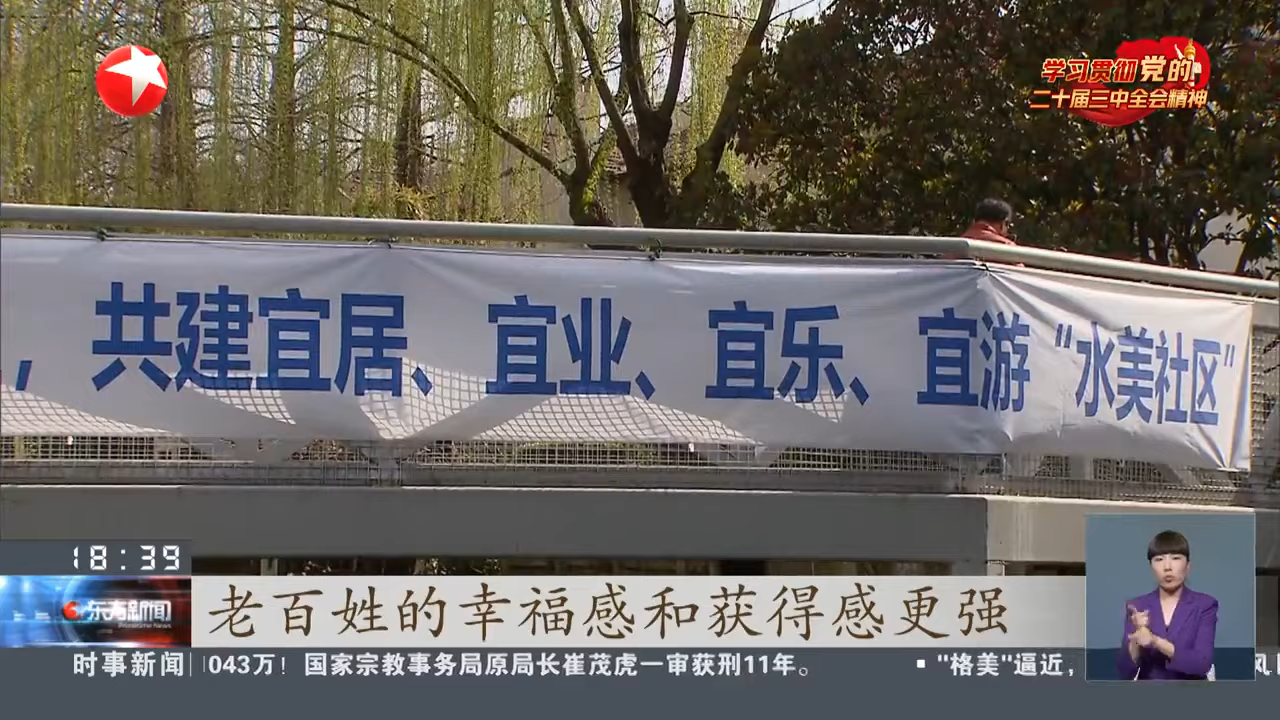 学习贯彻党的
二十届三中全会精神
，共建宜居、宜业、宜乐、宜游“水美社区”
18:39
东方新闻
老百姓的幸福感和获得感更强
时事新闻
043万！国家宗教事务局原局长崔茂虎一审获刑11年。
▪“格美”逼近，